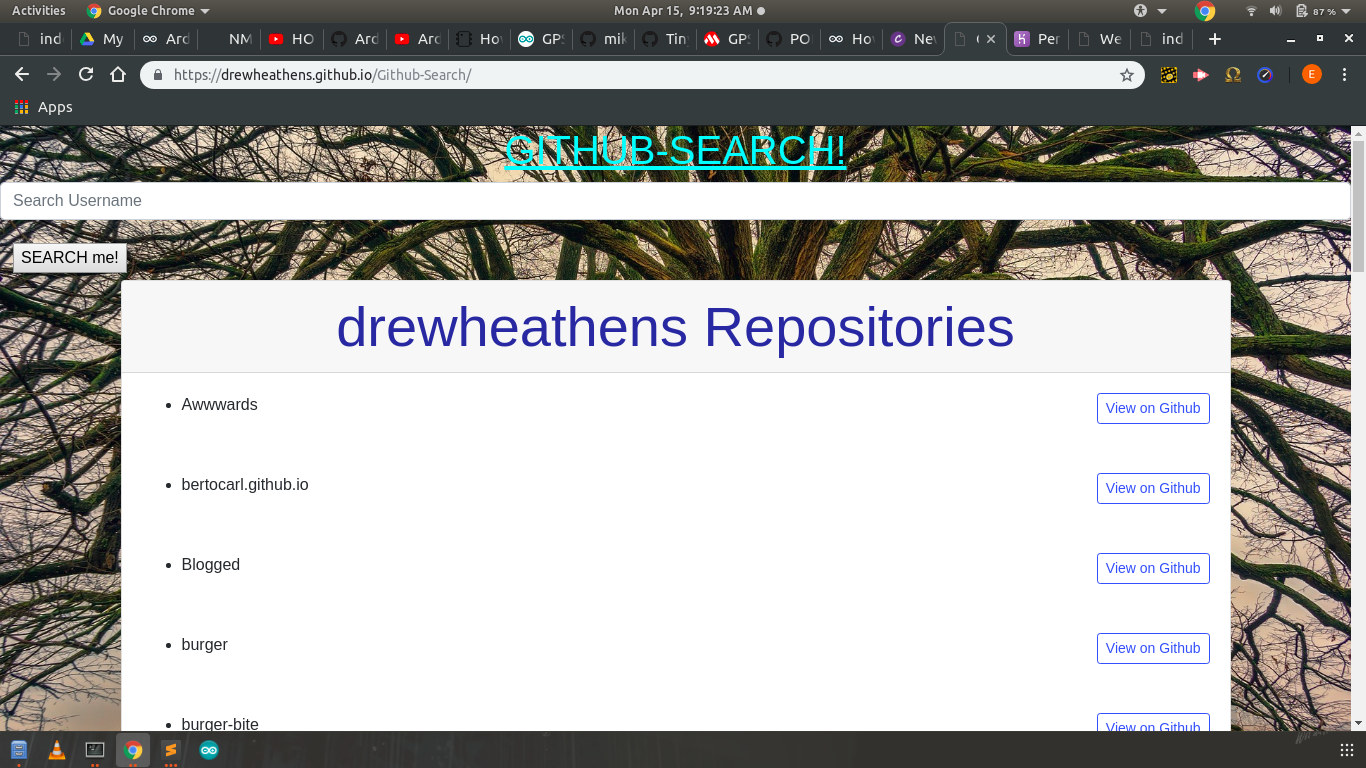 Activities Google Chrome Mon Apr 15, 9:19:23 AM 87 %
ind My Ard NM HO Ard Ard Hov GPS mik Tiny GPS PO Hov Nev Per We ind
https://drewheathens.github.io/Github-Search/ E
Apps
GITHUB-SEARCH!
Search Username
SEARCH me!
drewheathens Repositories
Awwwards View on Github
bertocarl.github.io View on Github
Blogged View on Github
burger View on Github
burger-bite View on Github